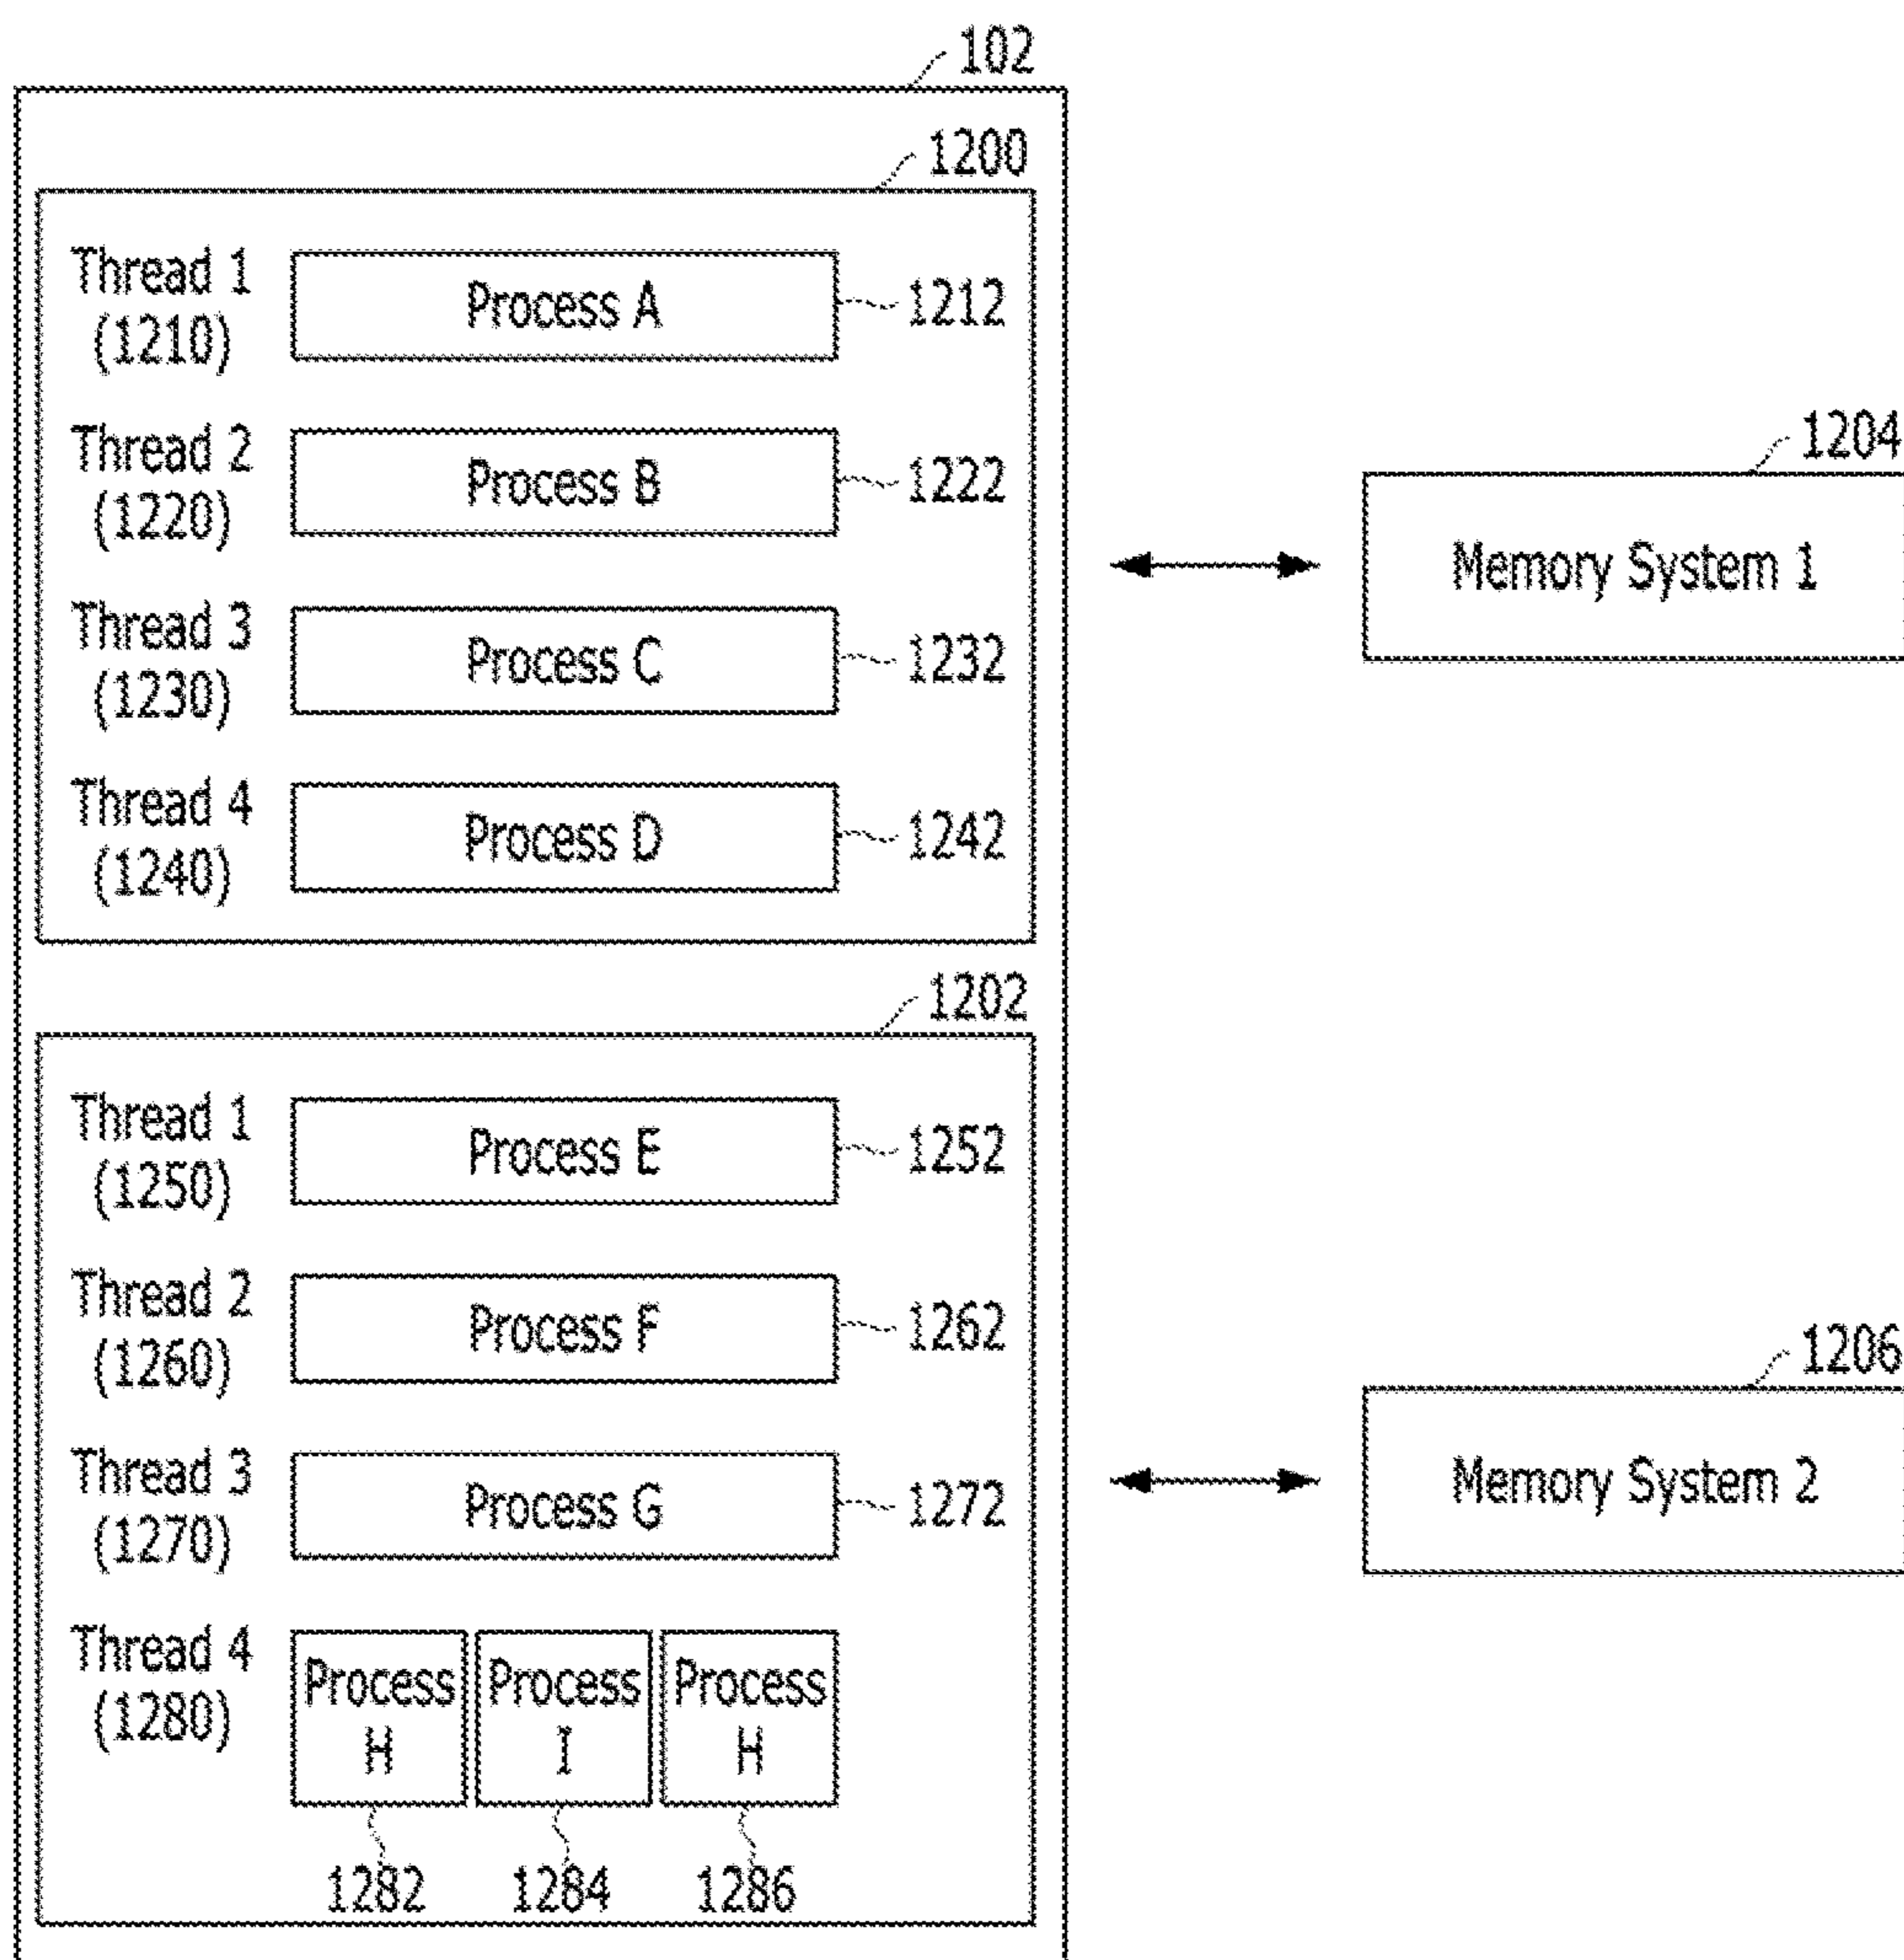 102
1200
Thread 1
(1210)
Process A
1212
Thread 2
(1220)
Process B
1222
Thread 3
(1230)
Process C
1232
Thread 4
(1240)
Process D
1242
1204
Memory System 1
1202
Thread 1
(1250)
Process E
1252
Thread 2
(1260)
Process F
1262
Thread 3
(1270)
Process G
1272
Thread 4
(1280)
Process
H
Process
I
Process
H
1282
1284
1286
1206
Memory System 2